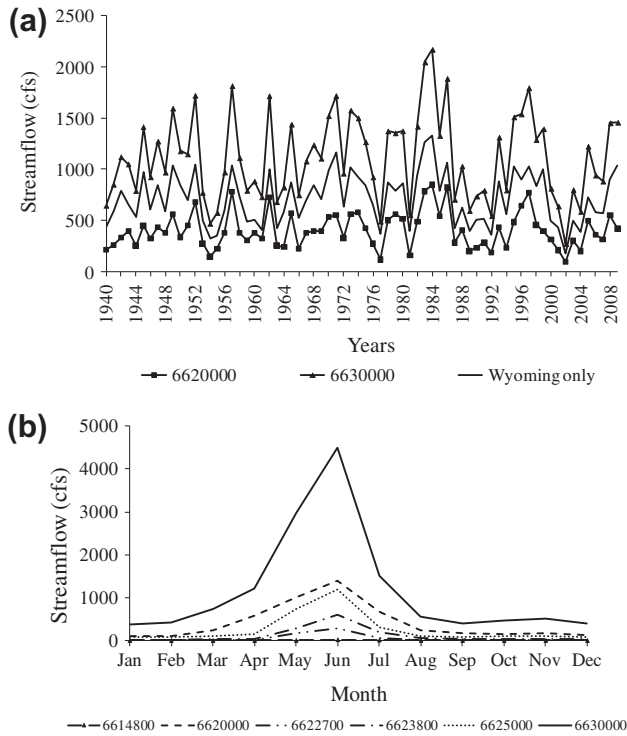 (a)
Streamflow (cfs)
2500
2000
1500
1000
500
0
1940 1944 1948 1952 1956 1960 1964 1968 1972 1976 1980 1984 1988 1992 1996 2000 2004 2008
Years
6620000 6630000 Wyoming only
(b)
Streamflow (cfs)
5000
4000
3000
2000
1000
0
Jan Feb Mar Apr May Jun Jul Aug Sep Oct Nov Dec
Month
6614800 6620000 6622700 6623800 6625000 6630000